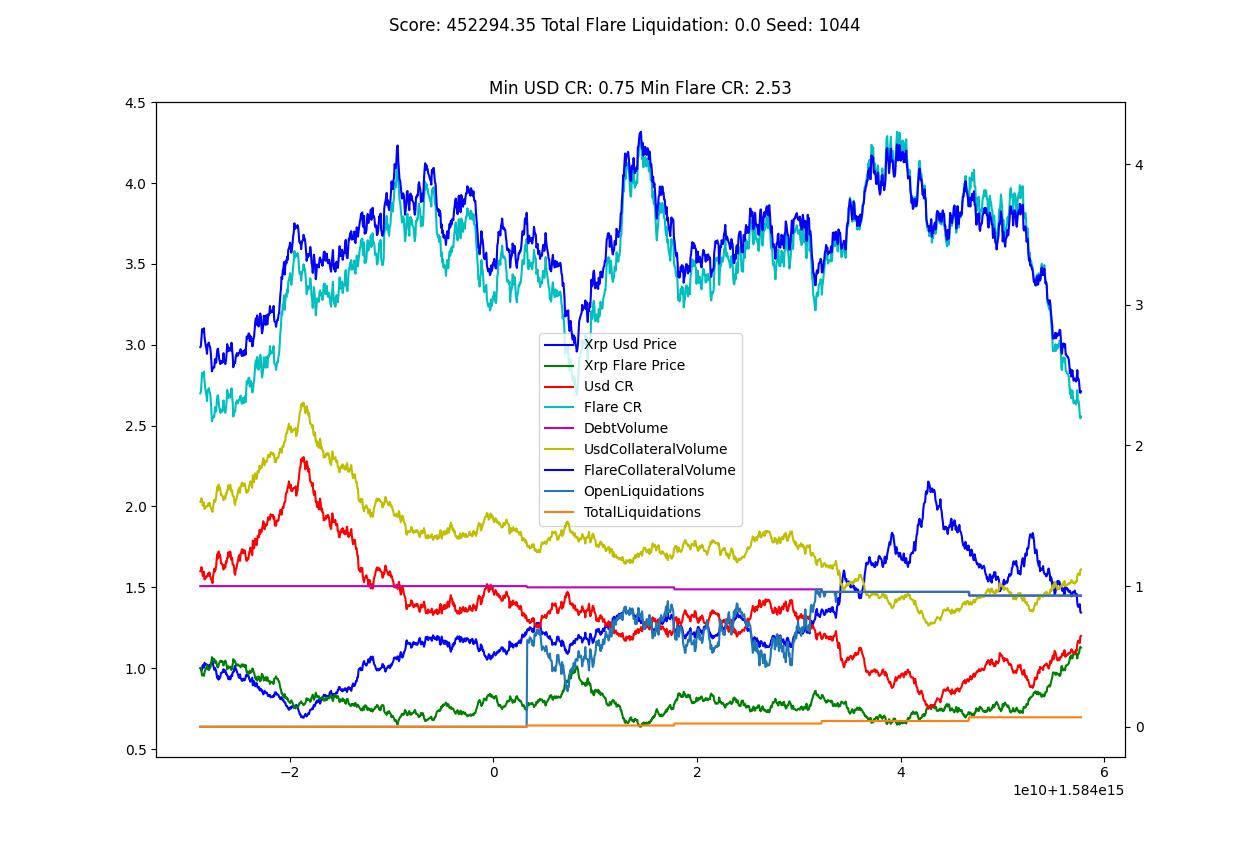 Score: 452294.35 Total Flare Liquidation: 0.0 Seed: 1044
Min USD CR: 0.75 Min Flare CR: 2.53
4.5
4.0
3.5
3.0
2.5
2.0
1.5
1.0
0.5
4
3
2
1
0
Xrp Usd Price
Xrp Flare Price
Usd CR
Flare CR
DebtVolume
UsdCollateralVolume
FlareCollateralVolume
OpenLiquidations
TotalLiquidations
−2 0 2 4 6
1e10+1.584e15